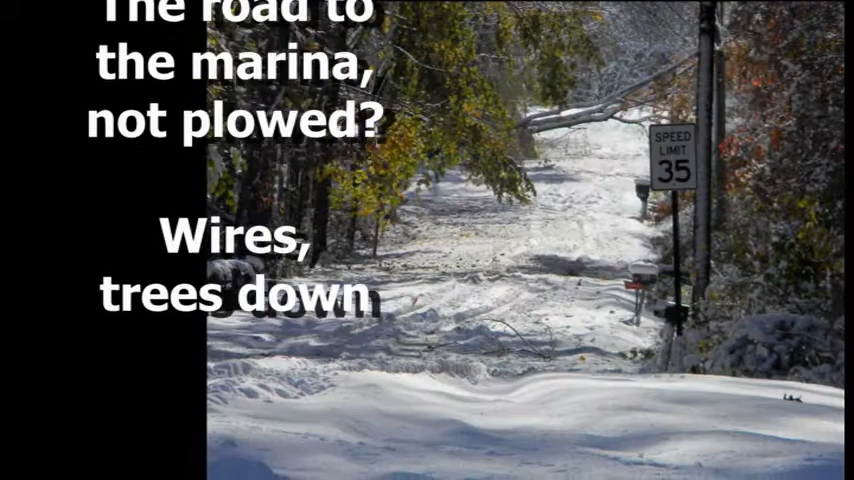 The road to
the marina,
not plowed?
Wires,
trees down
SPEED
LIMIT
35